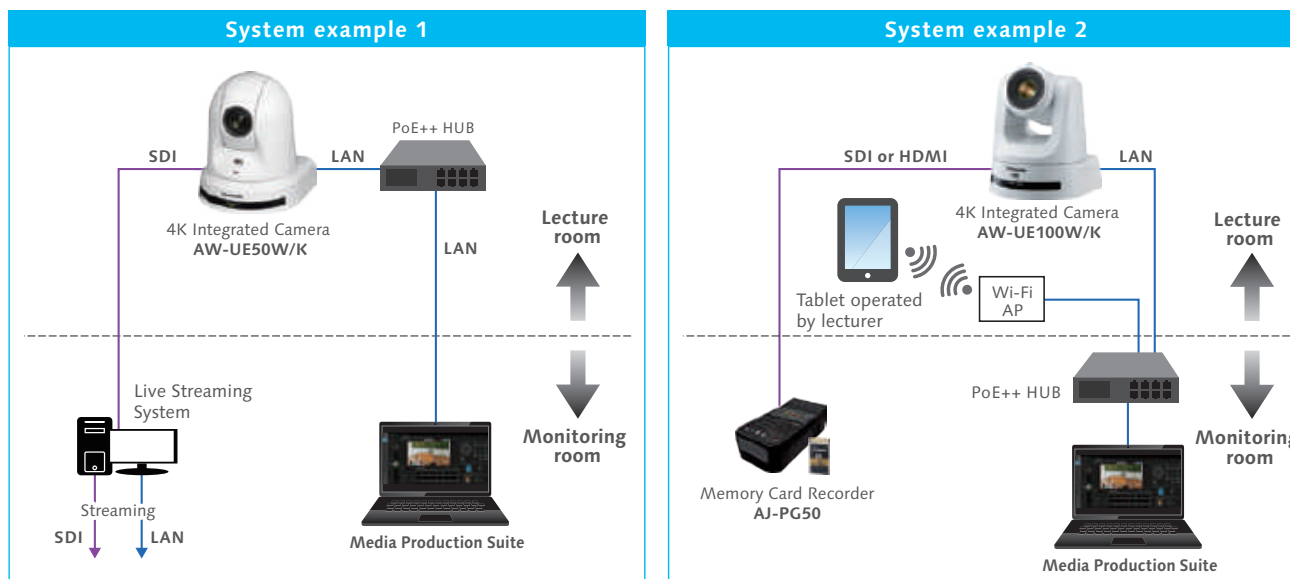 System example 1
PoE++ HUB
SDI
LAN
4K Integrated Camera
AW-UE50W/K
LAN
Lecture
room
Live Streaming
System
Monitoring
room
Streaming
SDI
LAN
Media Production Suite
System example 2
SDI or HDMI
LAN
4K Integrated Camera
AW-UE100W/K
Lecture
room
Tablet operated
by lecturer
Wi-Fi
AP
PoE++ HUB
Monitoring
room
Memory Card Recorder
AJ-PG50
Media Production Suite